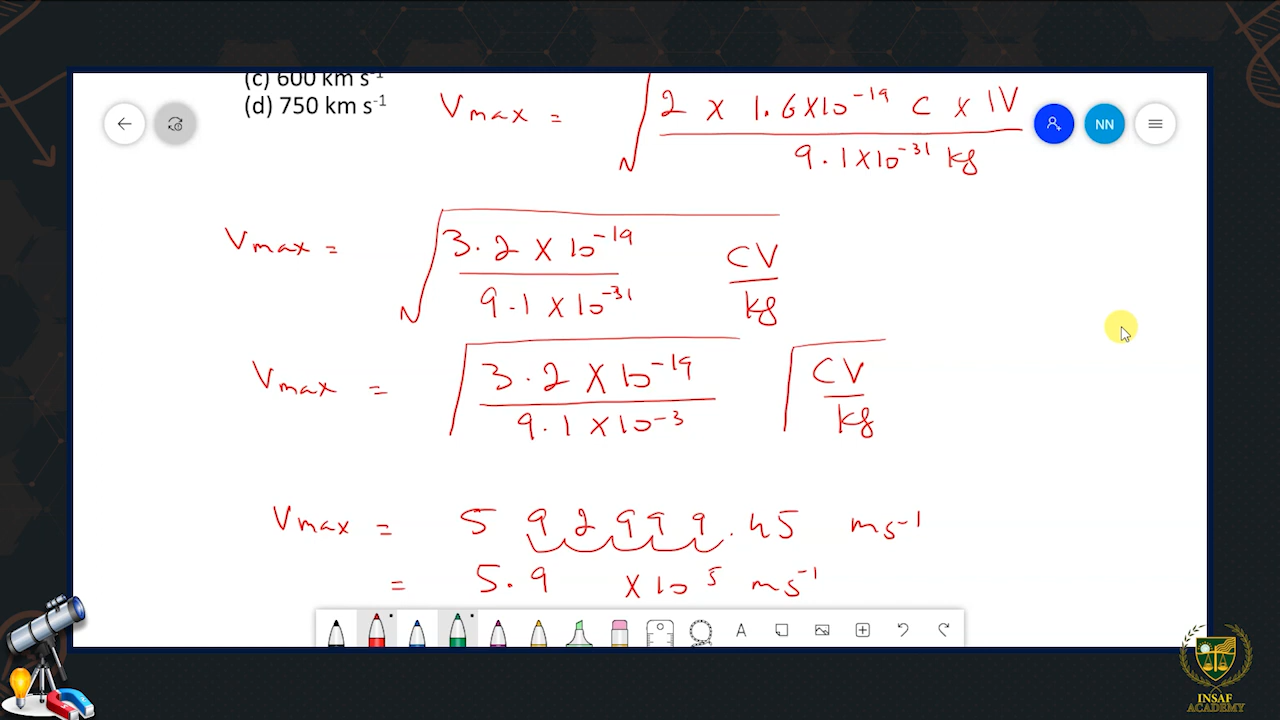 (c) 600 km s⁻¹
(d) 750 km s⁻¹
Vmax = √ 2 x 1.6x10⁻¹⁹ C x 1V
9.1x10⁻³¹ kg
NN
Vmax = √ 3.2 x 10⁻¹⁹ CV
9.1 x 10⁻³¹ kg
Vmax = √ 3.2 x 10⁻¹⁹ √ CV
9.1 x 10⁻³ kg
Vmax = 592999.45 ms⁻¹
= 5.9 x 10⁵ ms⁻¹
A
INSAF
ACADEMY